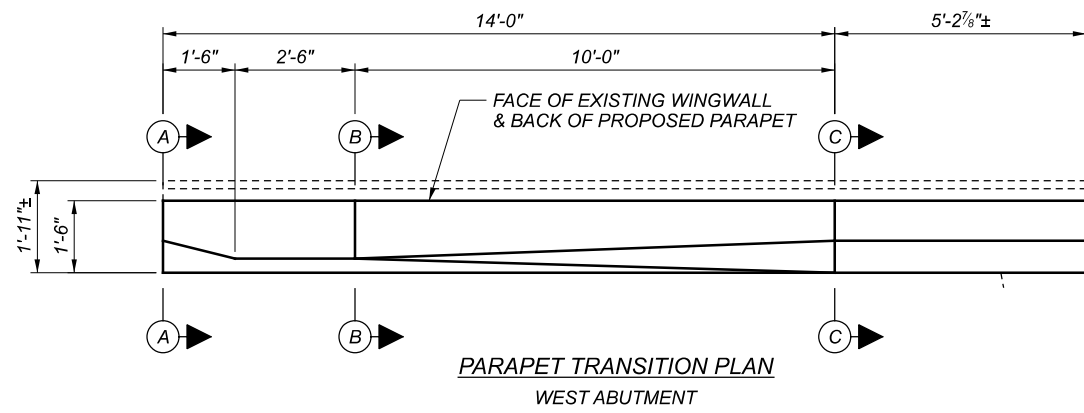 14'-0"
5'-2⅞"±
1'-6"
2'-6"
10'-0"
FACE OF EXISTING WINGWALL
& BACK OF PROPOSED PARAPET
A
B
C
1'-11"±
1'-6"
A
B
C
PARAPET TRANSITION PLAN
WEST ABUTMENT